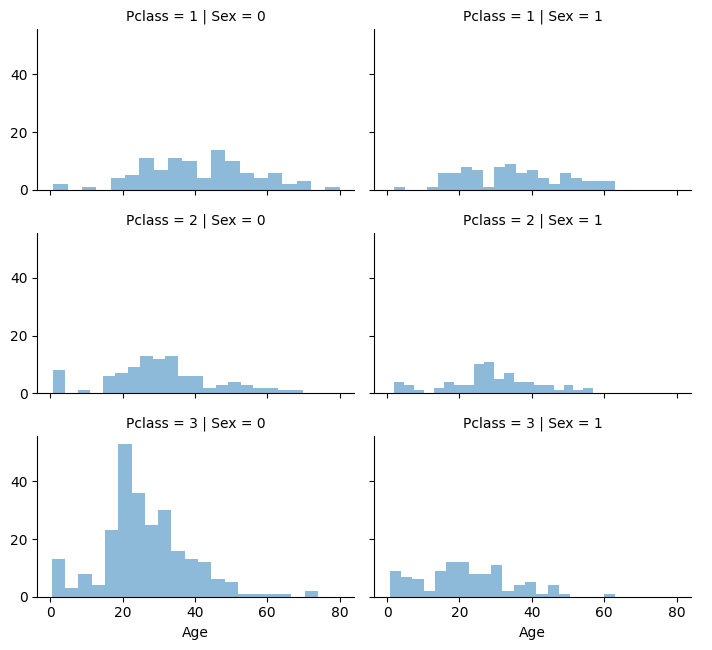 Pclass = 1 | Sex = 0
Pclass = 1 | Sex = 1
40
20
0
Pclass = 2 | Sex = 0
Pclass = 2 | Sex = 1
40
20
0
Pclass = 3 | Sex = 0
Pclass = 3 | Sex = 1
40
20
0
0 20 40 60 80
0 20 40 60 80
Age
Age